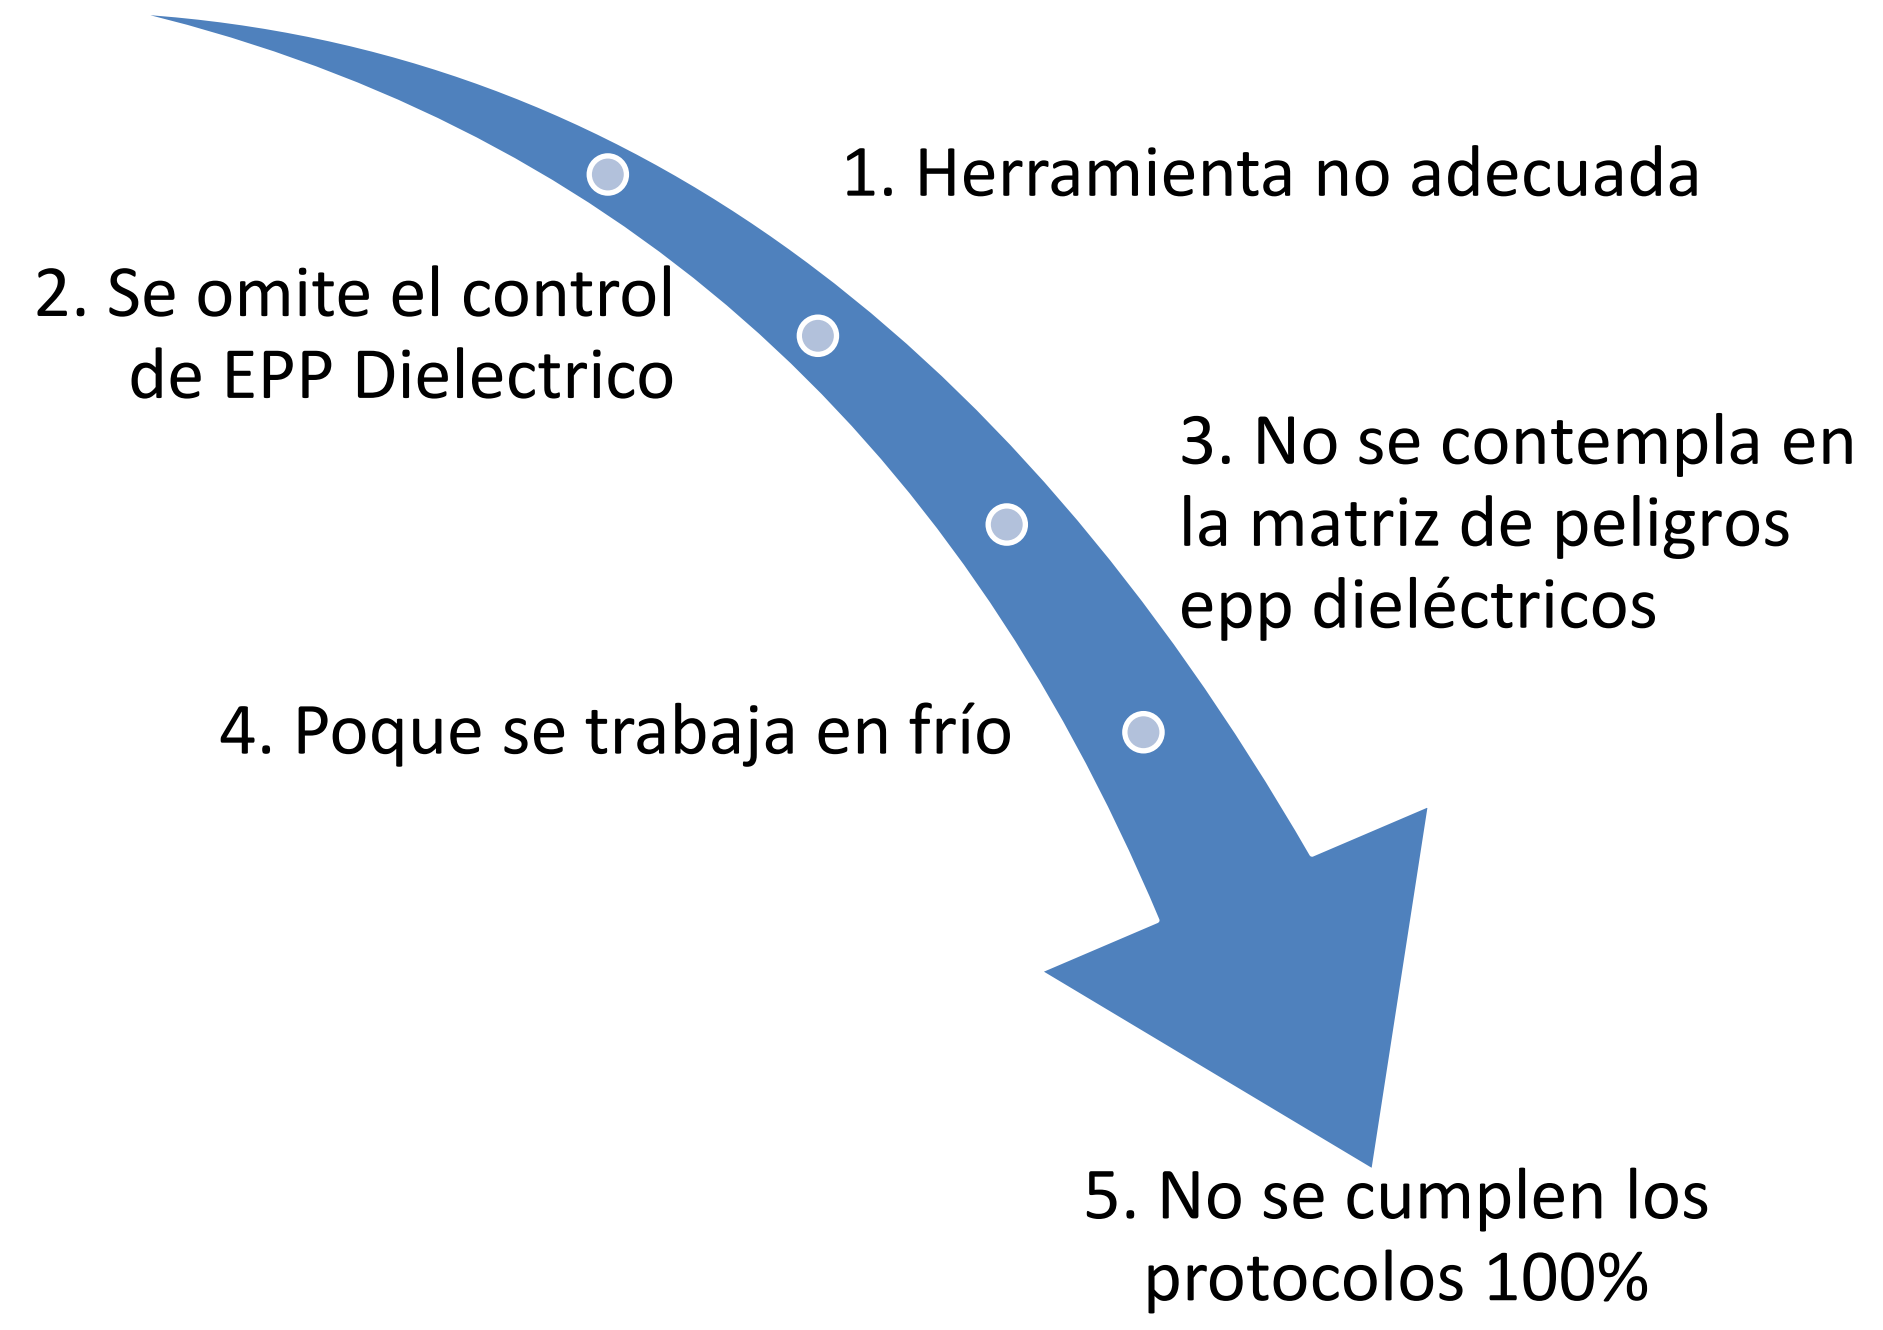 1. Herramienta no adecuada
2. Se omite el control
de EPP Dielectrico
3. No se contempla en
la matriz de peligros
epp dieléctricos
4. Poque se trabaja en frío
5. No se cumplen los
protocolos 100%